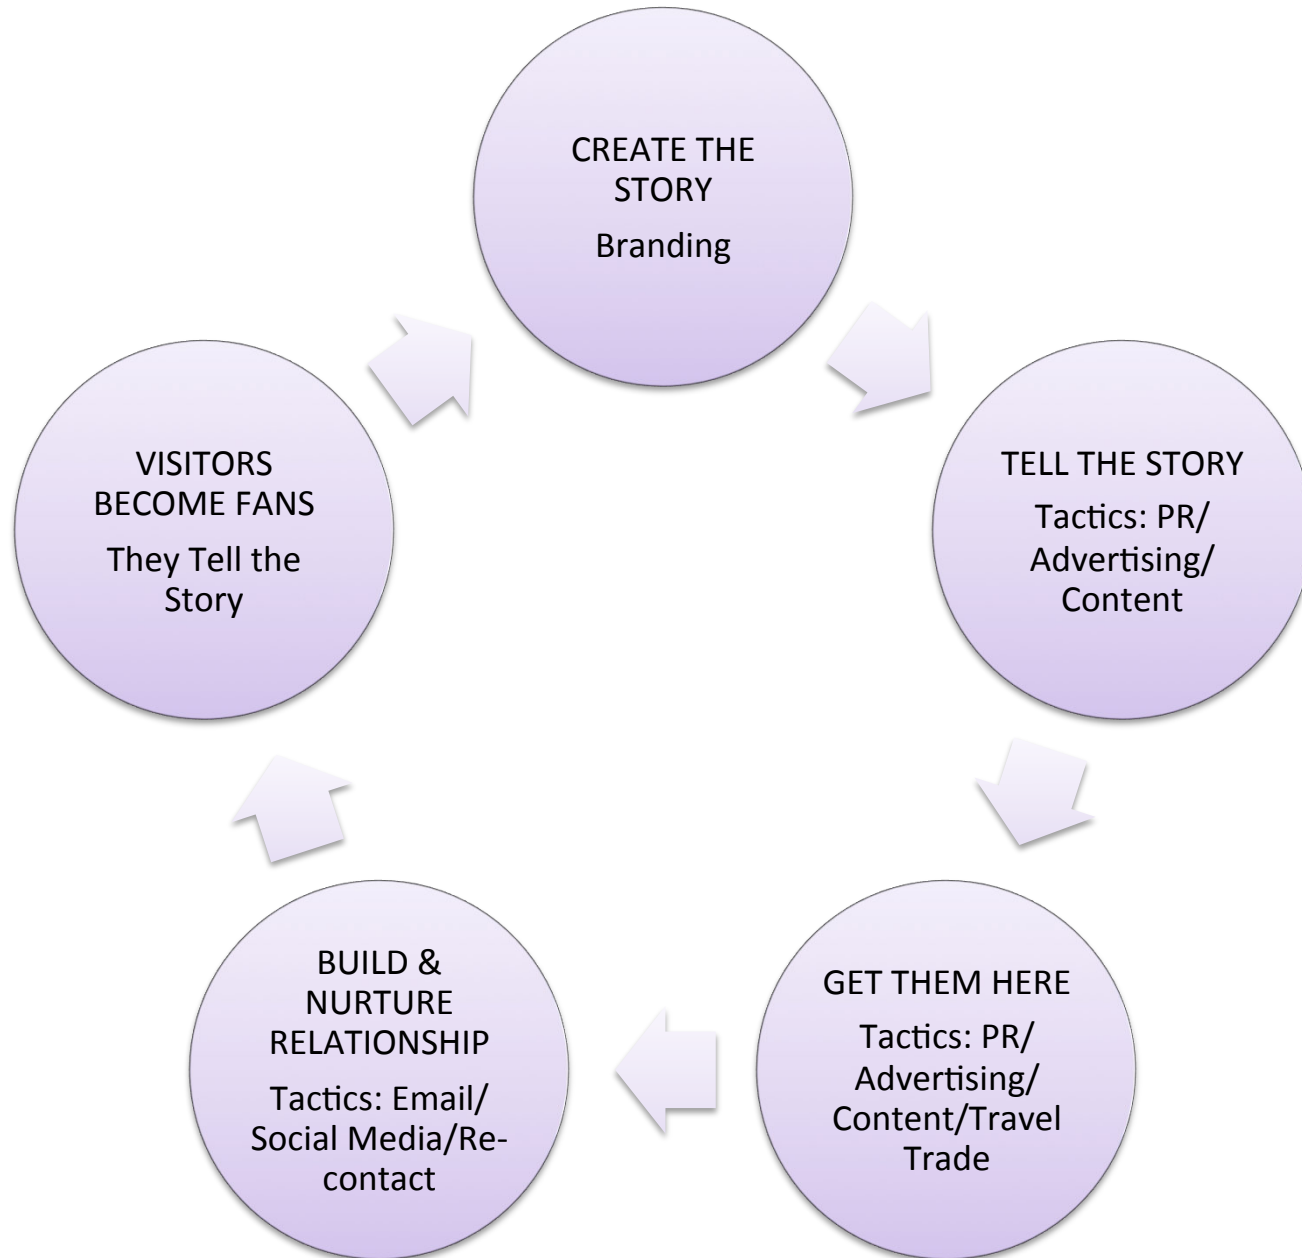 CREATE THE
STORY
Branding
TELL THE STORY
Tactics: PR/
Advertising/
Content
GET THEM HERE
Tactics: PR/
Advertising/
Content/Travel
Trade
BUILD &
NURTURE
RELATIONSHIP
Tactics: Email/
Social Media/Re-
contact
VISITORS
BECOME FANS
They Tell the
Story